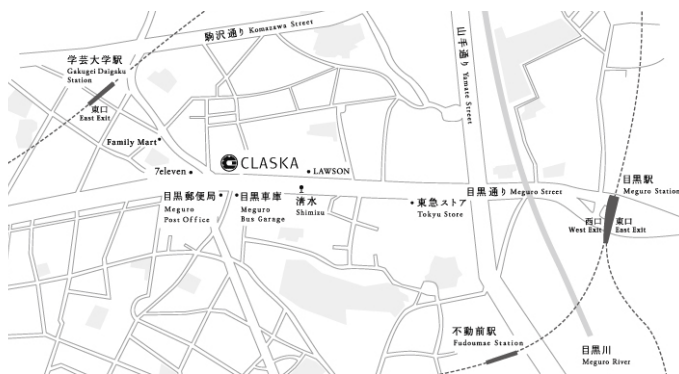 駒沢通り Komazawa Street
山手通り Yamate Street
学芸大学駅
Gakugei Daigaku
Station
東口
East Exit
Family Mart
7eleven
CLASKA
LAWSON
目黒郵便局
Meguro
Post Office
目黒車庫
Meguro
Bus Garage
清水
Shimizu
東急ストア
Tokyu Store
目黒通り Meguro Street
目黒駅
Meguro Station
西口
West Exit
東口
East Exit
不動前駅
Fudoumae Station
目黒川
Meguro River